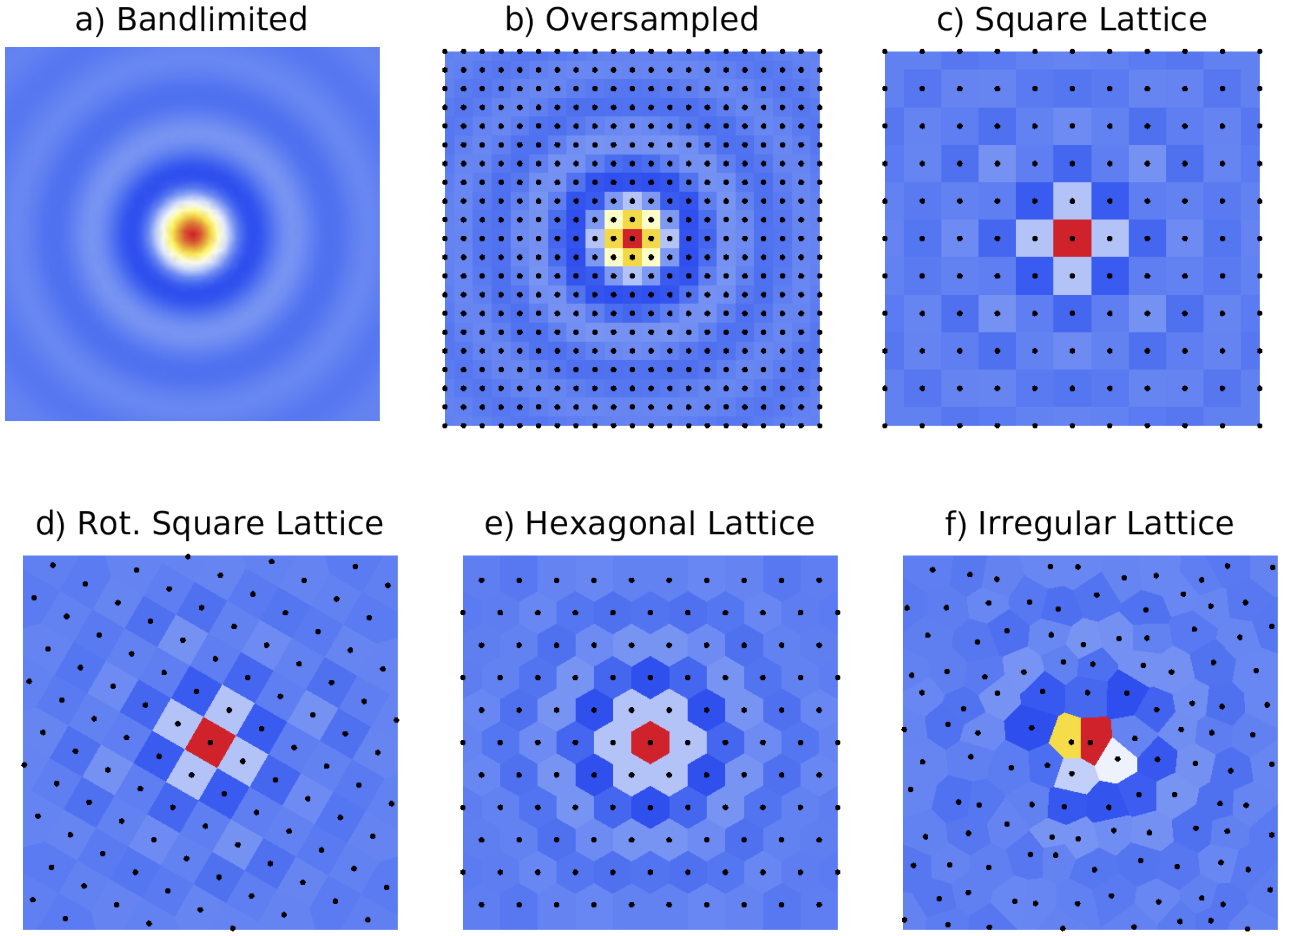 a) Bandlimited
b) Oversampled
c) Square Lattice
d) Rot. Square Lattice
e) Hexagonal Lattice
f) Irregular Lattice